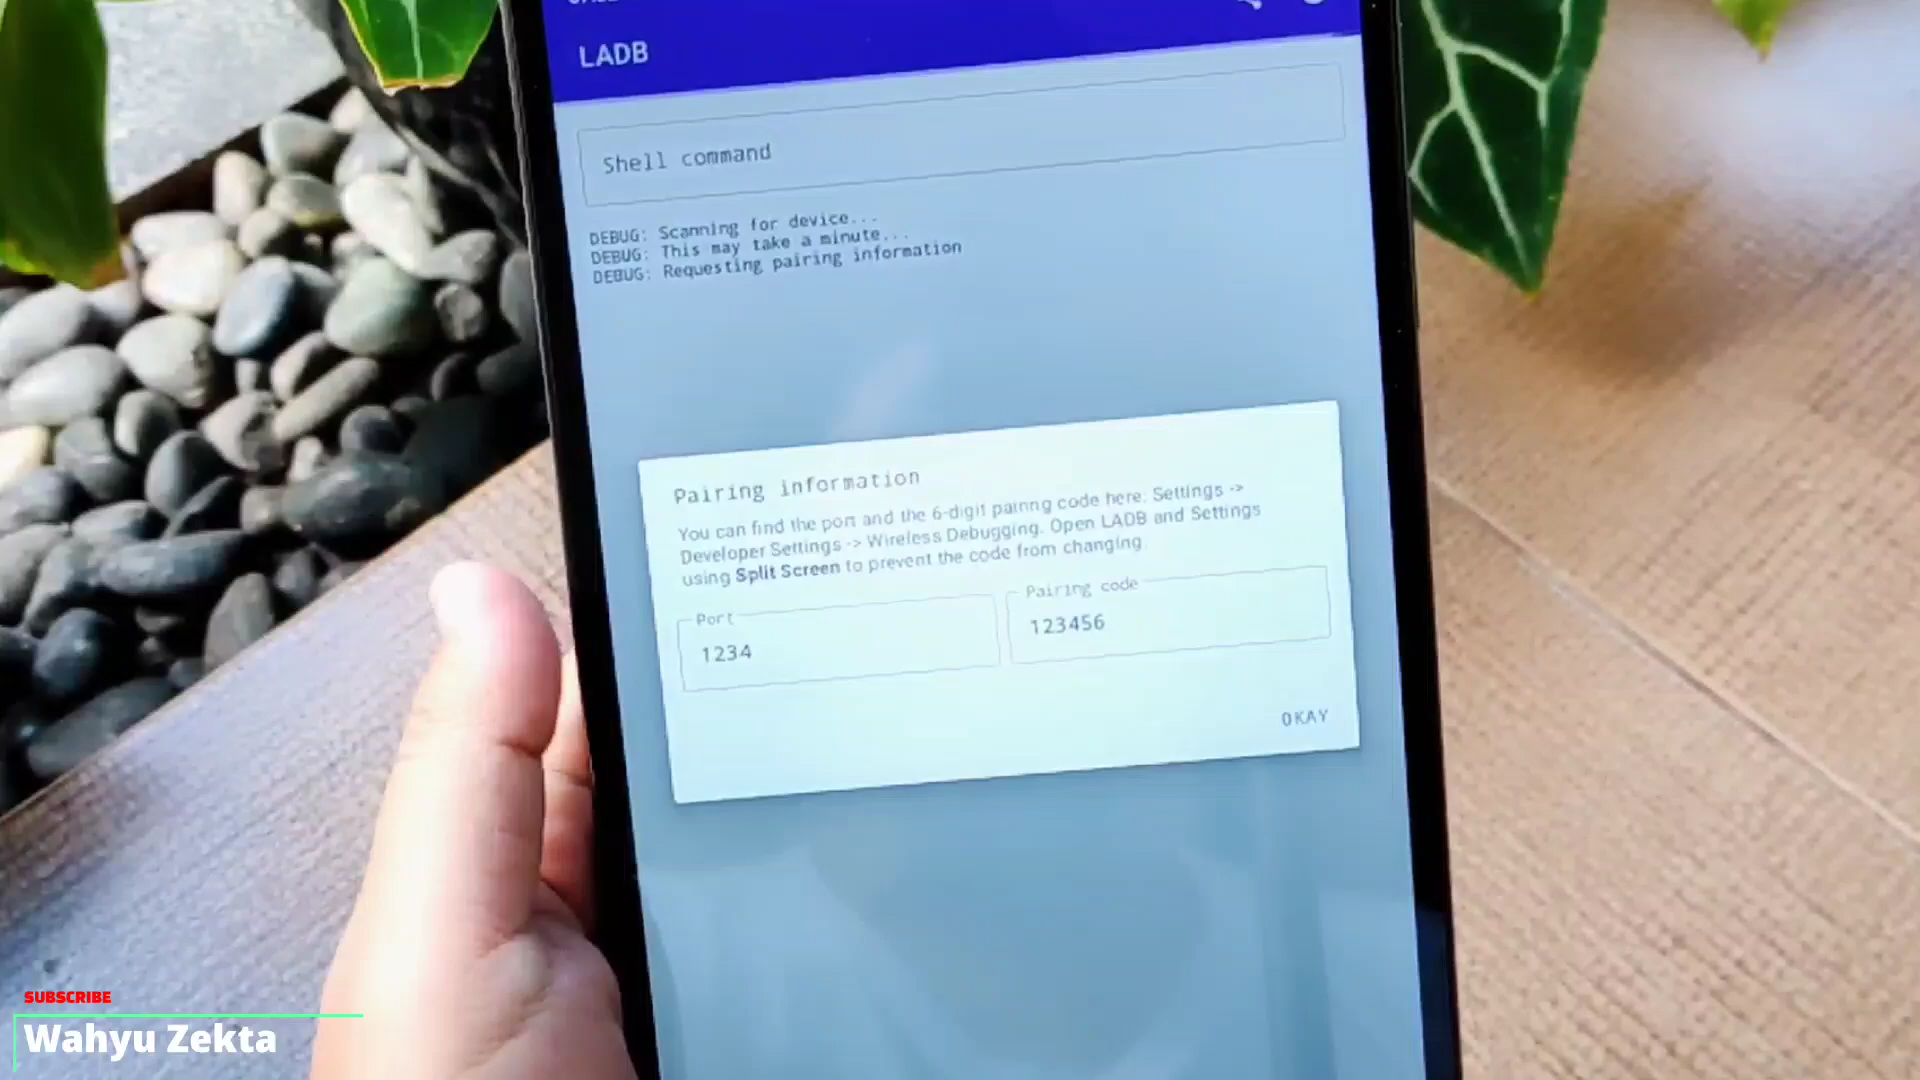 LADB
Shell command
DEBUG: Scanning for device...
DEBUG: This may take a minute...
DEBUG: Requesting pairing information
Pairing information
You can find the port and the 6-digit pairing code here: Settings ->
Developer Settings -> Wireless Debugging. Open LADB and Settings
using Split Screen to prevent the code from changing
Port
1234
Pairing code
123456
OKAY
SUBSCRIBE
Wahyu Zekta